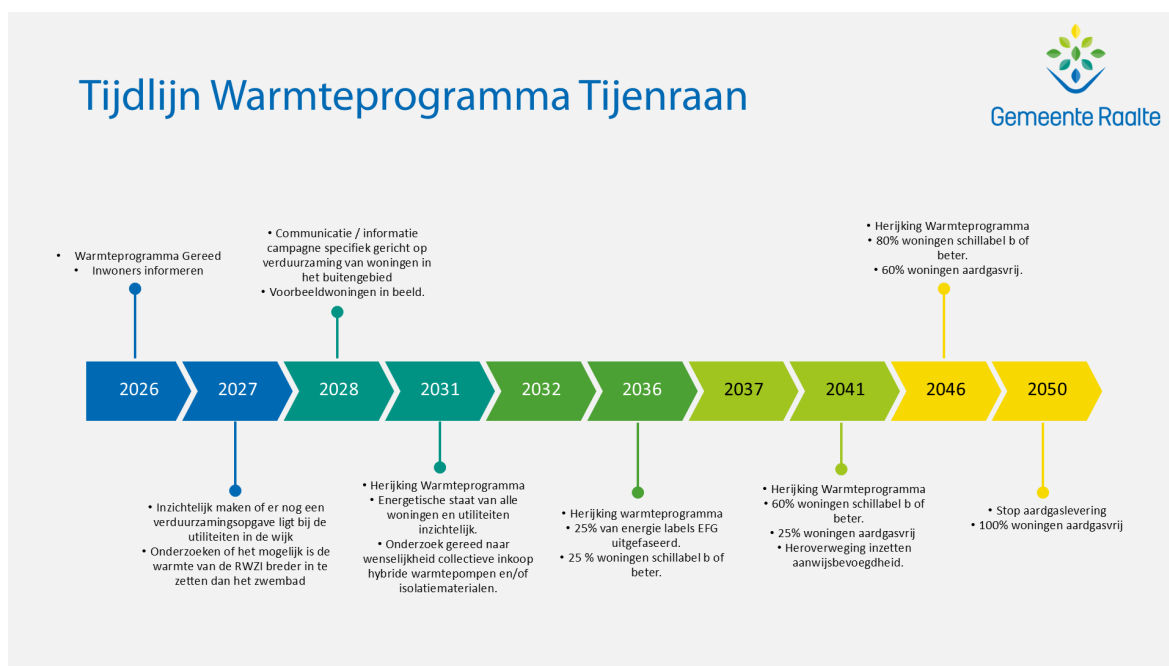 Tijdlijn Warmteprogramma Tijenraan
Gemeente Raalte
• Warmteprogramma Gereed
• Inwoners informeren
• Communicatie / informatie
campagne specifiek gericht op
verduurzaming van woningen in
het buitengebied
• Voorbeeldwoningen in beeld.
• Herijking Warmteprogramma
• 80% woningen schillabel b of
beter.
• 60% woningen aardgasvrij.
2026
2027
2028
2031
2032
2036
2037
2041
2046
2050
• Inzichtelijk maken of er nog een
verduurzamingsopgave ligt bij de
utiliteiten in de wijk
• Onderzoeken of het mogelijk is de
warmte van de RWZI breder in te
zetten dan het zwembad
• Herijking Warmteprogramma
• Energetische staat van alle
woningen en utiliteiten
inzichtelijk.
• Onderzoek gereed naar
wenselijkheid collectieve inkoop
hybride warmtepompen en/of
isolatiematerialen.
• Herijking warmteprogramma
• 25% van energie labels EFG
uitgefaseerd.
• 25 % woningen schillabel b of
beter.
• Herijking Warmteprogramma
• 60% woningen schillabel b of
beter.
• 25% woningen aardgasvrij
• Heroverweging inzetten
aanwijsbevoegdheid.
• Stop aardgaslevering
• 100% woningen aardgasvrij